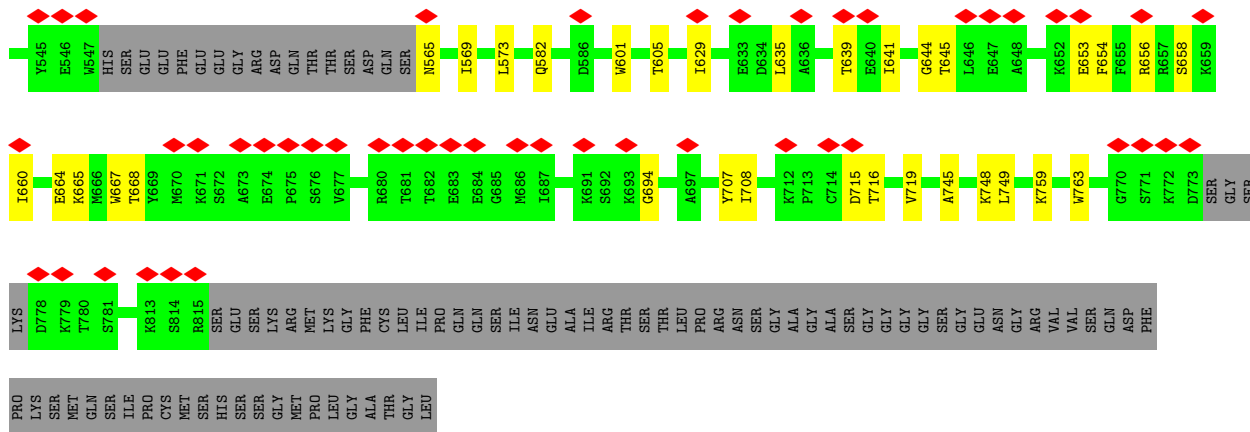 Y545 E546 W547 HIS SER GLU GLU PHE GLU GLU GLY ARG ASP GLN THR THR SER ASP GLN SER N565 I569 L573 Q582 D586 W601 T605 I629 E633 D634 L635 A636 T639 E640 I641 G644 T645 L646 E647 A648 K652 E653 F654 F655 R656 R657 S658 K659
I660 E664 K665 M666 W667 T668 Y669 M670 K671 S672 A673 E674 P675 S676 V677 R680 T681 T682 E683 E684 G685 M686 I687 K691 S692 K693 G694 A697 Y707 I708 K712 P713 C714 D715 T716 V719 A745 K748 L749 K759 W763 G770 S771 K772 D773 SER GLY SER
LYS D778 K779 T780 S781 K813 S814 R815 SER GLU SER LYS ARG MET LYS GLY PHE CYS LEU ILE PRO GLN GLN SER ILE ASN GLU ALA ILE ARG THR SER THR LEU PRO ARG ASN SER GLY ALA GLY ALA SER GLY GLY GLY GLY SER GLY GLU ASN GLY ARG VAL VAL SER GLN ASP PHE
PRO LYS SER MET GLN SER ILE PRO CYS MET SER HIS SER SER GLY MET PRO LEU GLY ALA THR GLY LEU